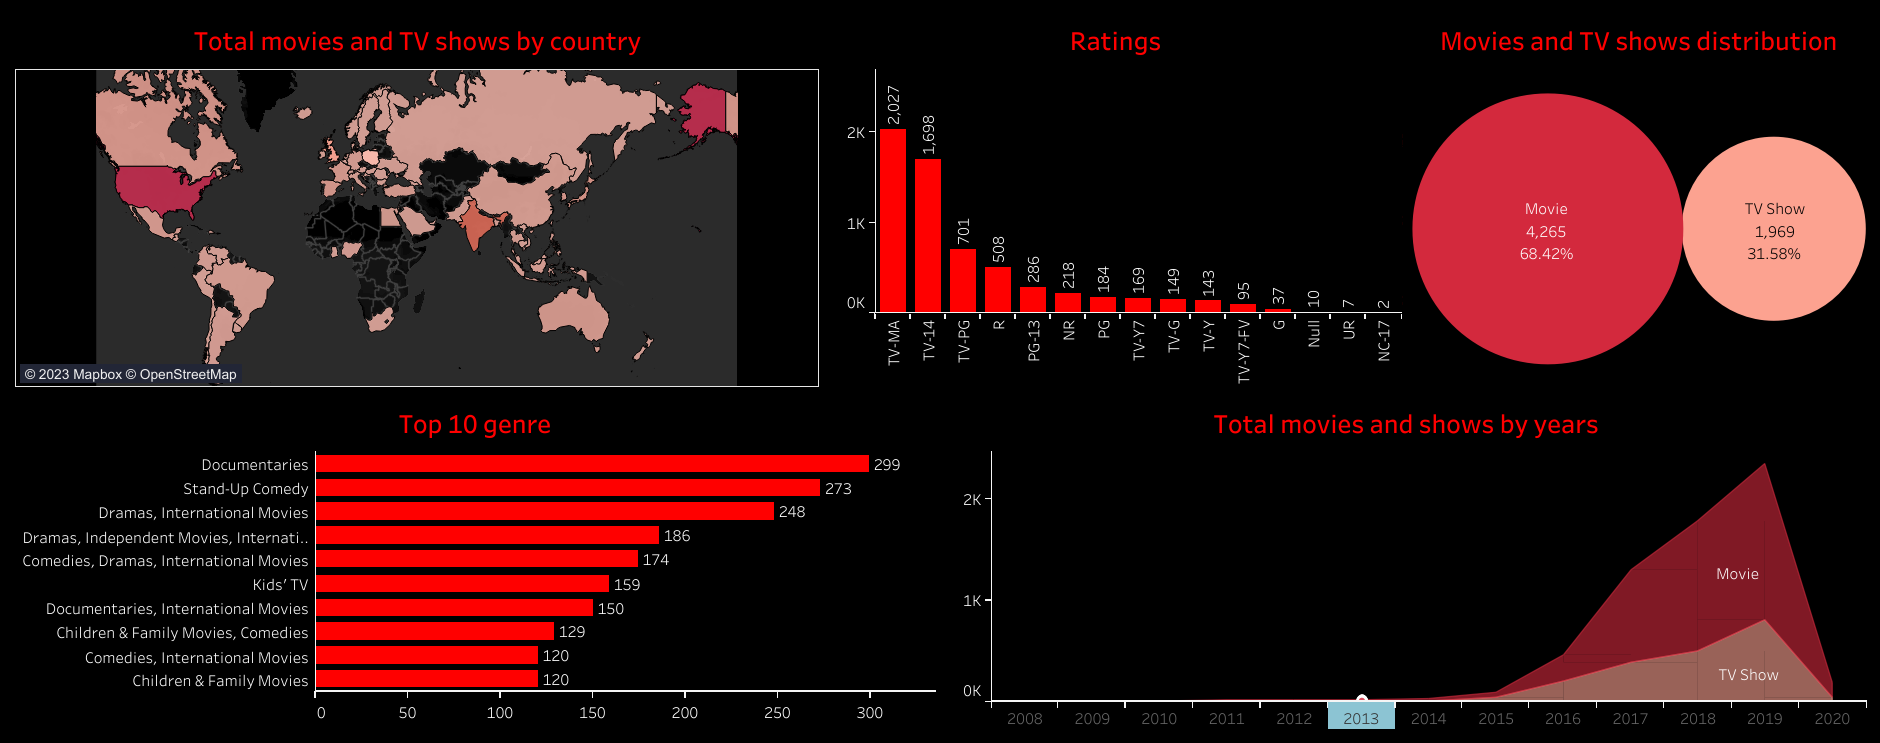 Total movies and TV shows by country
© 2023 Mapbox © OpenStreetMap
Ratings
2K
1K
0K
2,027
1,698
701
508
286
218
184
169
149
143
95
37
10
7
2
TV-MA
TV-14
TV-PG
R
PG-13
NR
PG
TV-Y7
TV-G
TV-Y
TV-Y7-FV
G
Null
UR
NC-17
Movies and TV shows distribution
Movie
4,265
68.42%
TV Show
1,969
31.58%
Top 10 genre
Documentaries 299
Stand-Up Comedy 273
Dramas, International Movies 248
Dramas, Independent Movies, Internati.. 186
Comedies, Dramas, International Movies 174
Kids' TV 159
Documentaries, International Movies 150
Children & Family Movies, Comedies 129
Comedies, International Movies 120
Children & Family Movies 120
0 50 100 150 200 250 300
Total movies and shows by years
2K
1K
0K
Movie
TV Show
2008 2009 2010 2011 2012 2013 2014 2015 2016 2017 2018 2019 2020